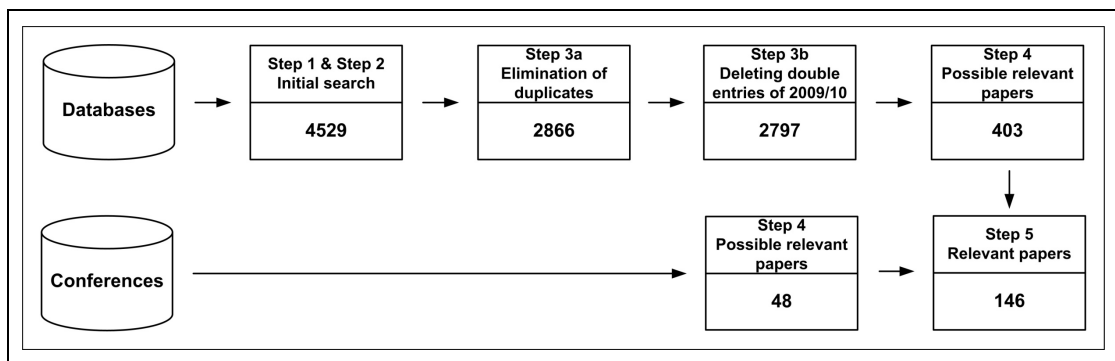 Databases
Step 1 & Step 2
Initial search
4529
Step 3a
Elimination of
duplicates
2866
Step 3b
Deleting double
entries of 2009/10
2797
Step 4
Possible relevant
papers
403
Conferences
Step 4
Possible relevant
papers
48
Step 5
Relevant papers
146